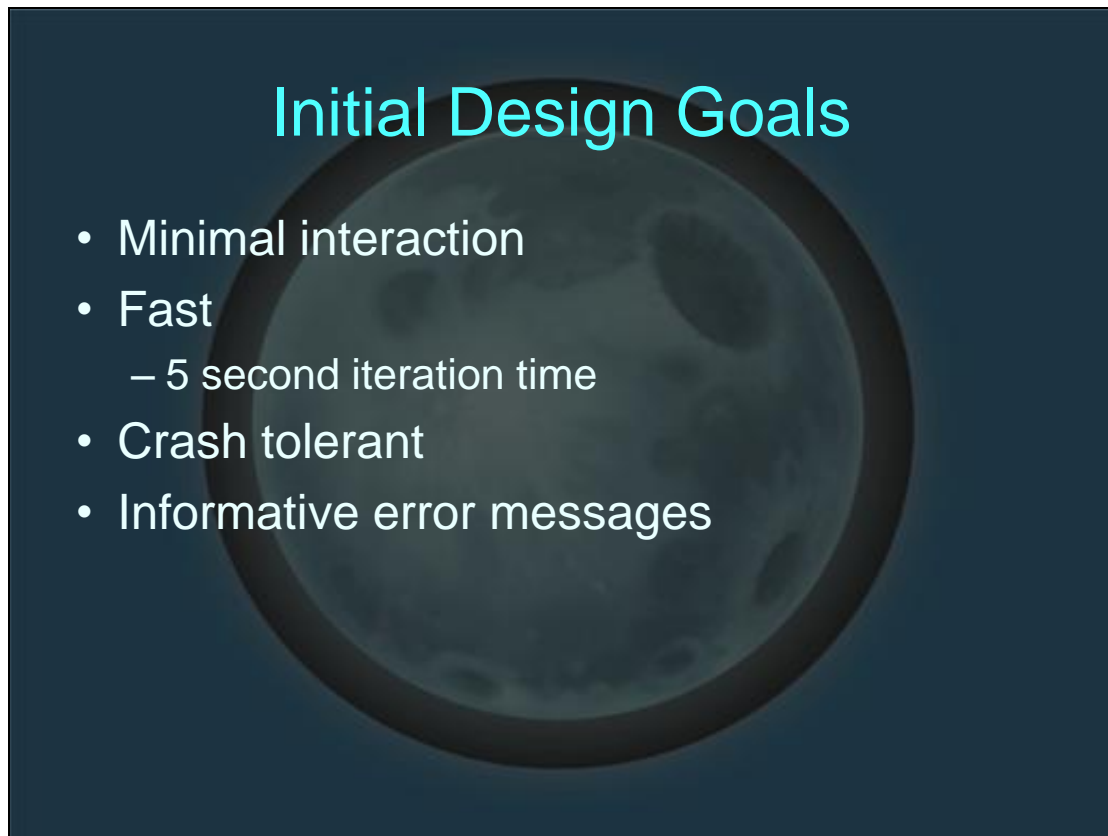 Initial Design Goals
• Minimal interaction
• Fast
– 5 second iteration time
• Crash tolerant
• Informative error messages